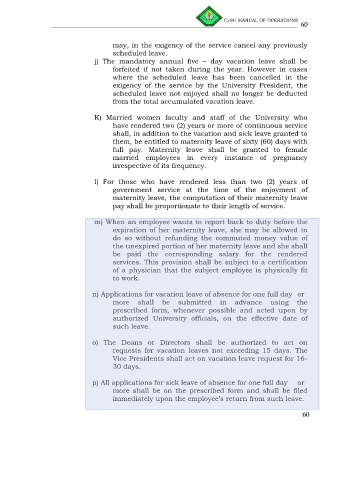 CvSU MANUAL OF OPERATIONS
60
may, in the exigency of the service cancel any previously
scheduled leave.
j) The mandatory annual five – day vacation leave shall be
forfeited if not taken during the year. However in cases
where the scheduled leave has been cancelled in the
exigency of the service by the University President, the
scheduled leave not enjoyed shall no longer be deducted
from the total accumulated vacation leave.
K) Married women faculty and staff of the University who
have rendered two (2) years or more of continuous service
shall, in addition to the vacation and sick leave granted to
them, be entitled to maternity leave of sixty (60) days with
full pay. Maternity leave shall be granted to female
married employees in every instance of pregnancy
irrespective of its frequency.
l) For those who have rendered less than two (2) years of
government service at the time of the enjoyment of
maternity leave, the computation of their maternity leave
pay shall be proportionate to their length of service.
m) When an employee wants to report back to duty before the
expiration of her maternity leave, she may be allowed to
do so without refunding the commuted money value of
the unexpired portion of her maternity leave and she shall
be paid the corresponding salary for the rendered
services. This provision shall be subject to a certification
of a physician that the subject employee is physically fit
to work.
n) Applications for vacation leave of absence for one full day or
more shall be submitted in advance using the
prescribed form, whenever possible and acted upon by
authorized University officials, on the effective date of
such leave.
o) The Deans or Directors shall be authorized to act on
requests for vacation leaves not exceeding 15 days. The
Vice Presidents shall act on vacation leave request for 16–
30 days.
p) All applications for sick leave of absence for one full day or
more shall be on the prescribed form and shall be filed
immediately upon the employee's return from such leave.
60